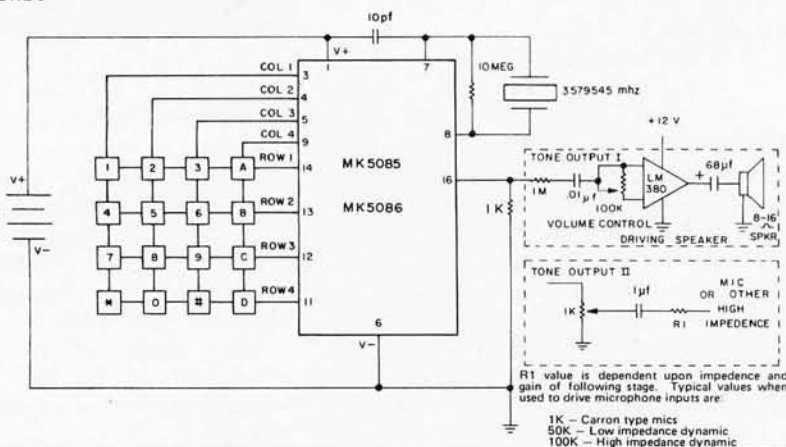 10pf
V+
1
7
COL 1
3
COL 2
4
COL 3
5
COL 4
9
10 MEG
3579545 mhz
8
V+
V-
1 2 3 A ROW 1 14
4 5 6 B ROW 2 13
7 8 9 C ROW 3 12
* 0 # D ROW 4 11
MK5085
MK5086
16
6
V-
1K
+12 V
TONE OUTPUT I
1M
.01µf
100K
LM
380
+
68µf
8-16
SPKR
VOLUME CONTROL
DRIVING SPEAKER
TONE OUTPUT II
1K
1µf
R1
MIC
OR OTHER
HIGH
IMPEDENCE
R1 value is dependent upon impedence and
gain of following stage. Typical values when
used to drive microphone inputs are:
1K – Carron type mics
50K – Low impedance dynamic
100K – High impedance dynamic